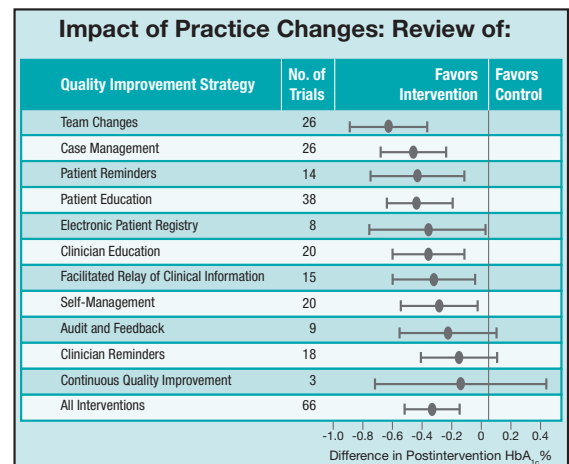 Impact of Practice Changes: Review of:
Quality Improvement Strategy No. of Trials Favors Intervention Favors Control
Team Changes 26
Case Management 26
Patient Reminders 14
Patient Education 38
Electronic Patient Registry 8
Clinician Education 20
Facilitated Relay of Clinical Information 15
Self-Management 20
Audit and Feedback 9
Clinician Reminders 18
Continuous Quality Improvement 3
All Interventions 66
-1.0 -0.8 -0.6 -0.4 -0.2 0 0.2 0.4
Difference in Postintervention HbA1c%